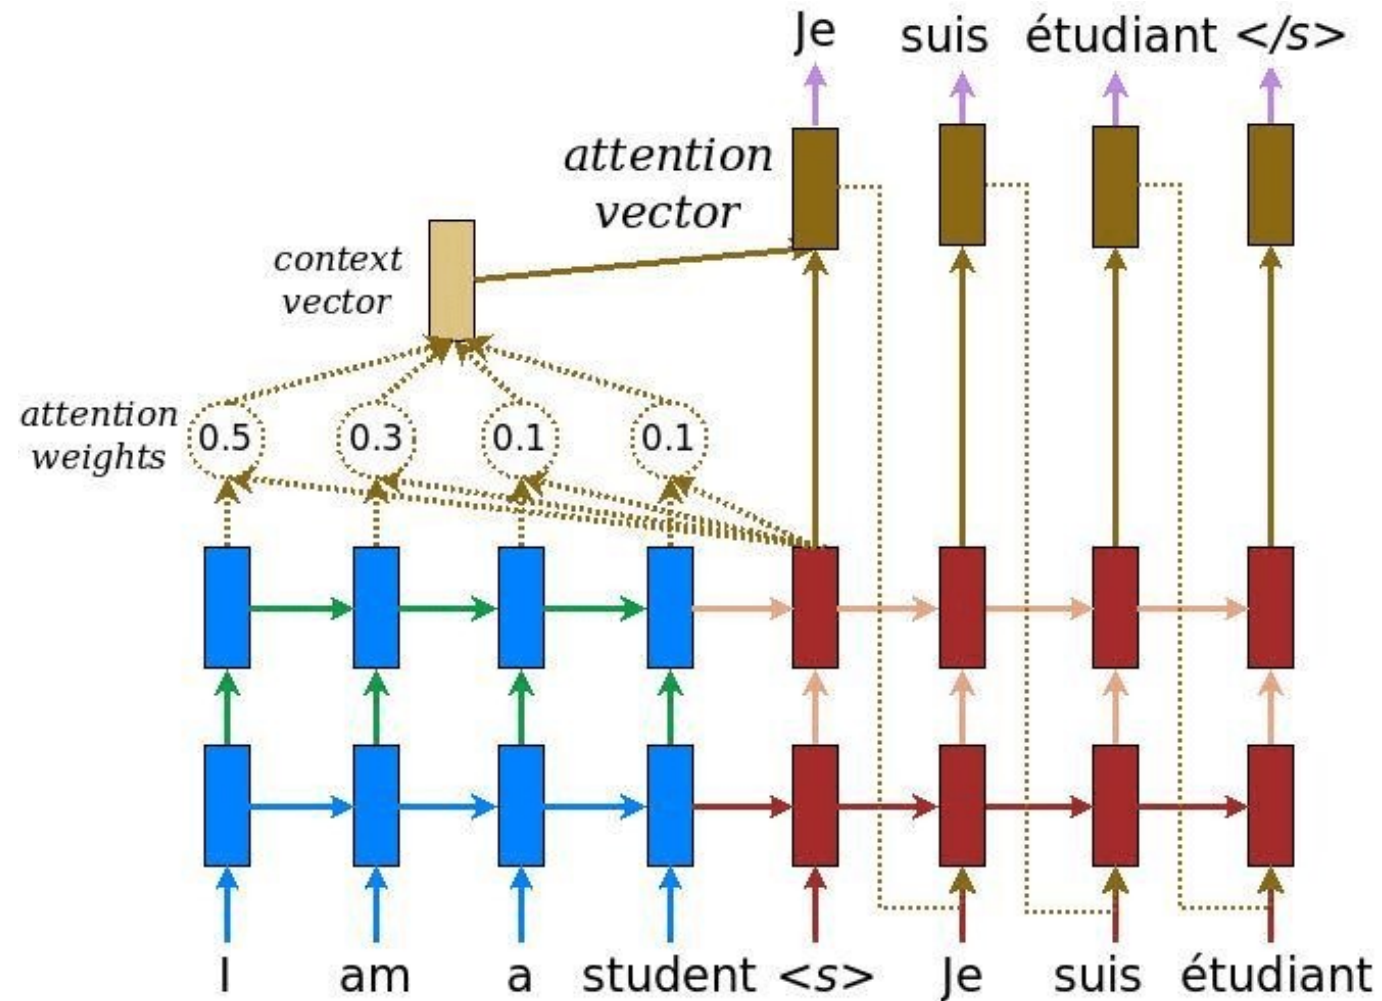 Je suis étudiant </s>
attention
vector
context
vector
attention
weights
0.5 0.3 0.1 0.1
I am a student <s> Je suis étudiant